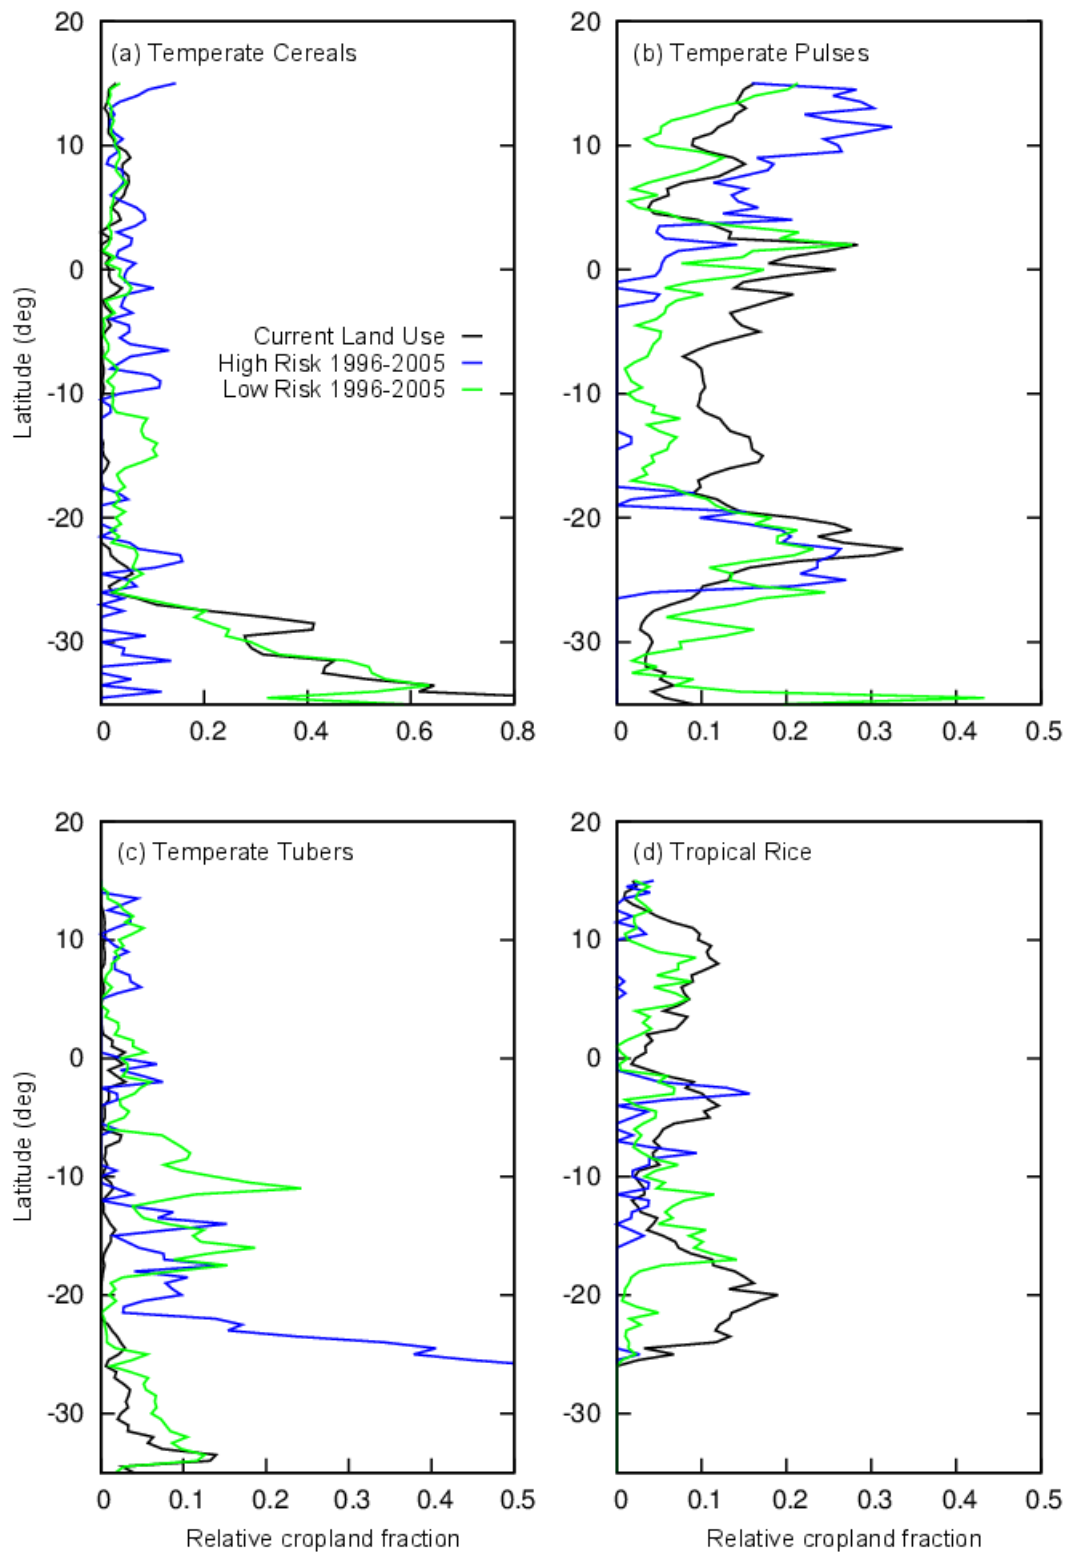 20
(a) Temperate Cereals
10
0
Current Land Use
High Risk 1996-2005
Low Risk 1996-2005
-10
-20
-30
Latitude (deg)
0 0.2 0.4 0.6 0.8
20
(b) Temperate Pulses
10
0
-10
-20
-30
0 0.1 0.2 0.3 0.4 0.5
20
(c) Temperate Tubers
10
0
-10
-20
-30
Latitude (deg)
0 0.1 0.2 0.3 0.4 0.5
Relative cropland fraction
20
(d) Tropical Rice
10
0
-10
-20
-30
0 0.1 0.2 0.3 0.4 0.5
Relative cropland fraction